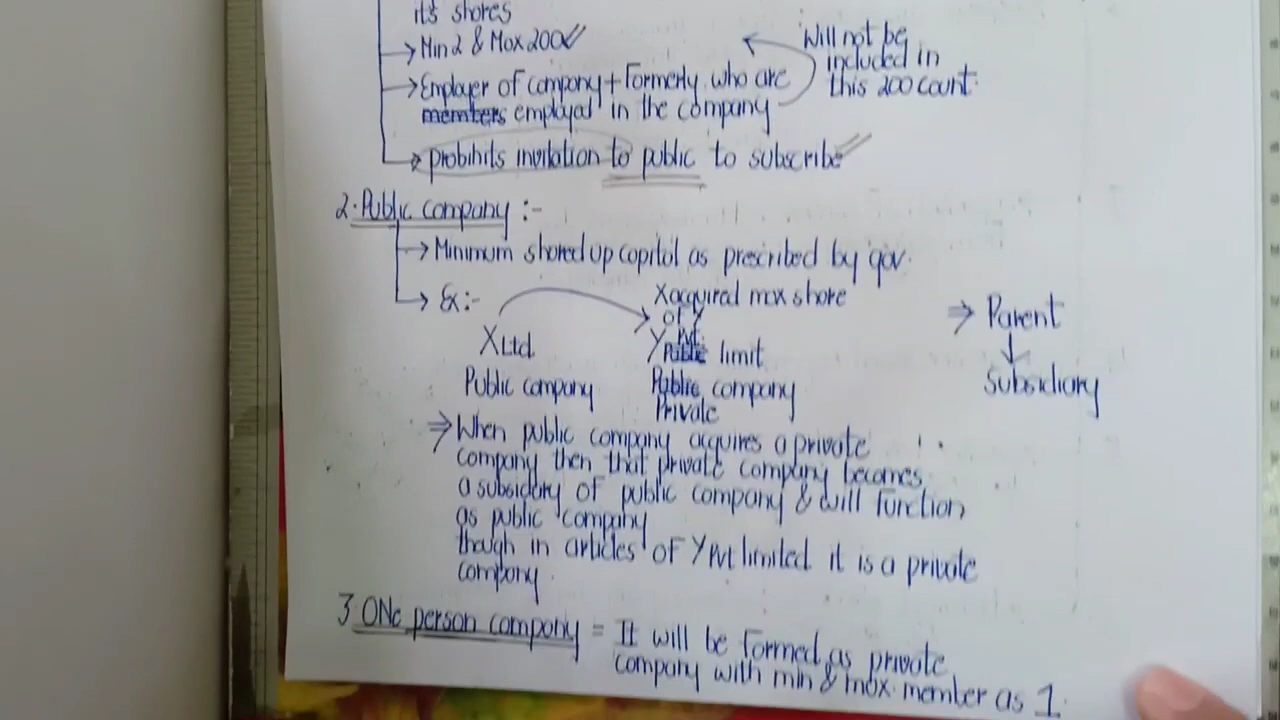 it's shares
→ Min 2 & Max 200
→ Employer of company + Formerly who are
members employed in the company
Will not be
included in
this 200 count
→ probihits invitation to public to subscribe
2. Public company :-
→ Minimum shared up capital as prescribed by gov.
→ Ex:-
X acquired max share
of Y
X Ltd
Y Pvt. limit
Public company
Public company
Private
⇒ Parent
↓
Subsidiary
⇒ When public company acquires a private
company then that private company becomes
a subsidary of public company & will function
as public company
though in articles of Y Pvt limited it is a private
company.
3 ONe person company = It will be formed as private
company with min & max member as 1.